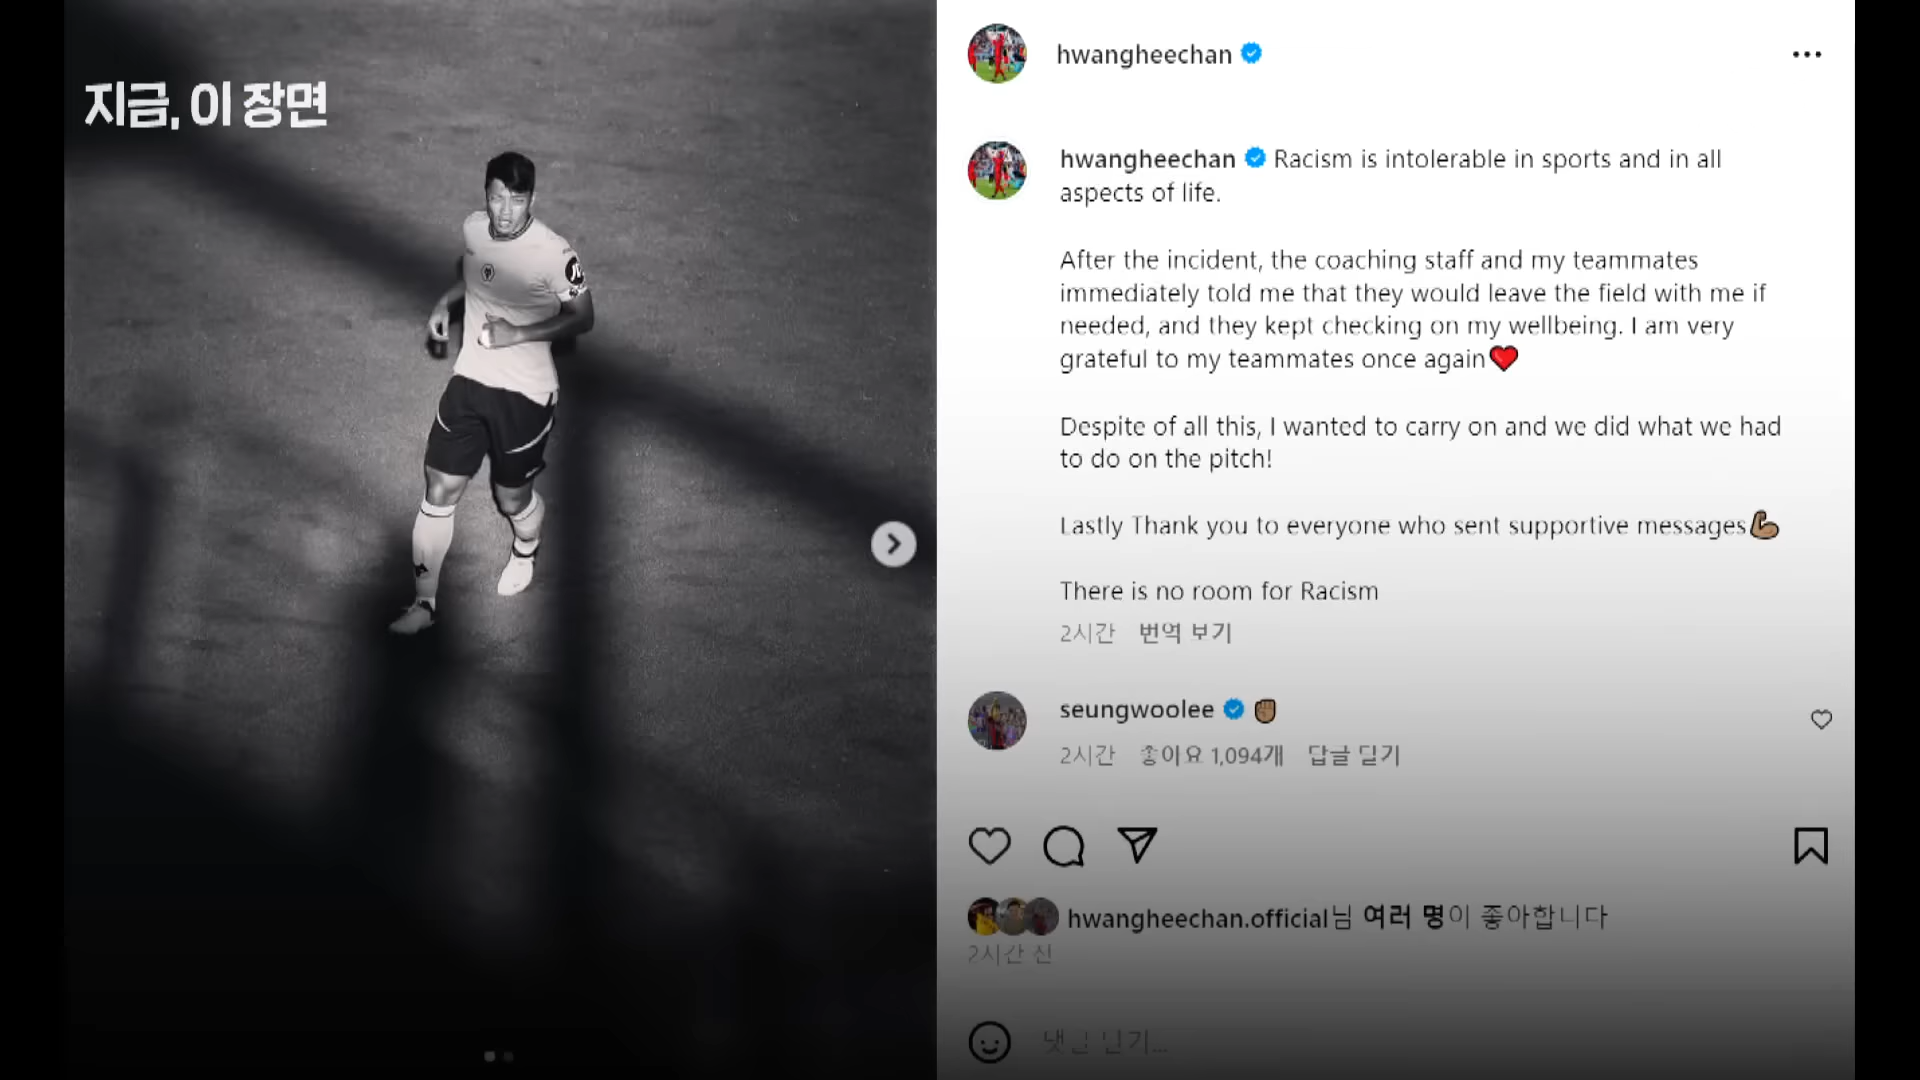 지금, 이 장면
hwangheechan
hwangheechan Racism is intolerable in sports and in all
aspects of life.
After the incident, the coaching staff and my teammates
immediately told me that they would leave the field with me if
needed, and they kept checking on my wellbeing. I am very
grateful to my teammates once again❤️
Despite of all this, I wanted to carry on and we did what we had
to do on the pitch!
Lastly Thank you to everyone who sent supportive messages💪🏽
There is no room for Racism
2시간 번역 보기
seungwoolee ✊🏽
2시간 좋아요 1,094개 답글 달기
hwangheechan.official님 여러 명이 좋아합니다
2시간 전
댓글 달기...